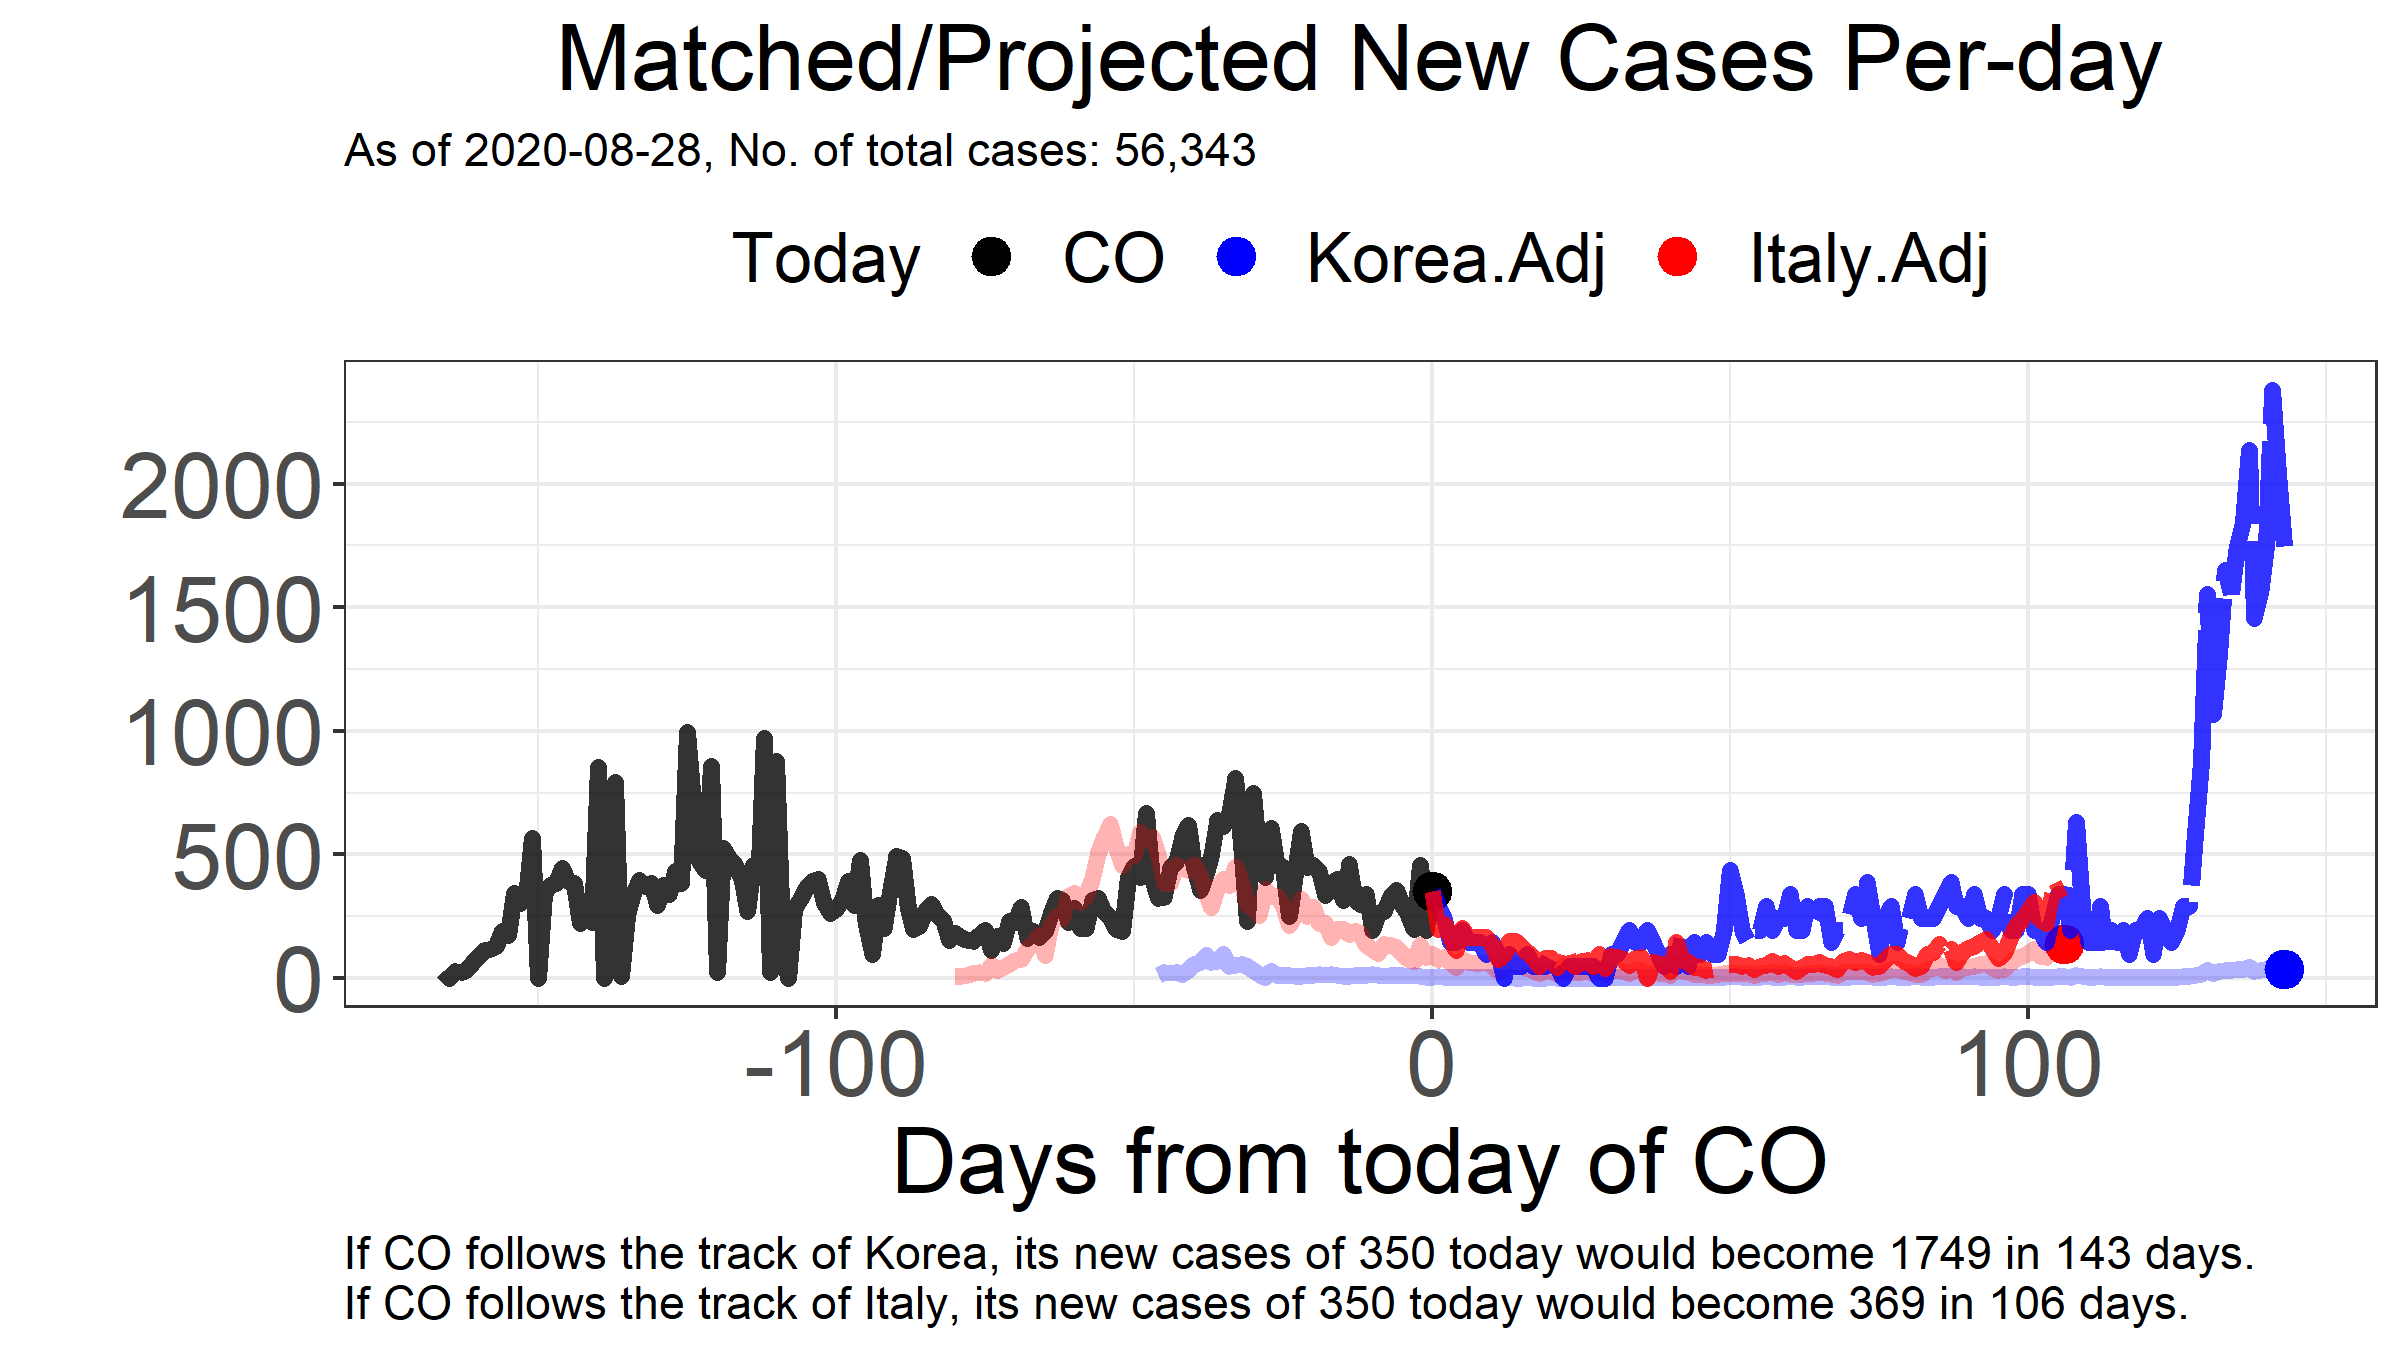 Matched/Projected New Cases Per-day
As of 2020-08-28, No. of total cases: 56,343
Today CO Korea.Adj Italy.Adj
2000
1500
1000
500
0
-100 0 100
Days from today of CO
If CO follows the track of Korea, its new cases of 350 today would become 1749 in 143 days.
If CO follows the track of Italy, its new cases of 350 today would become 369 in 106 days.